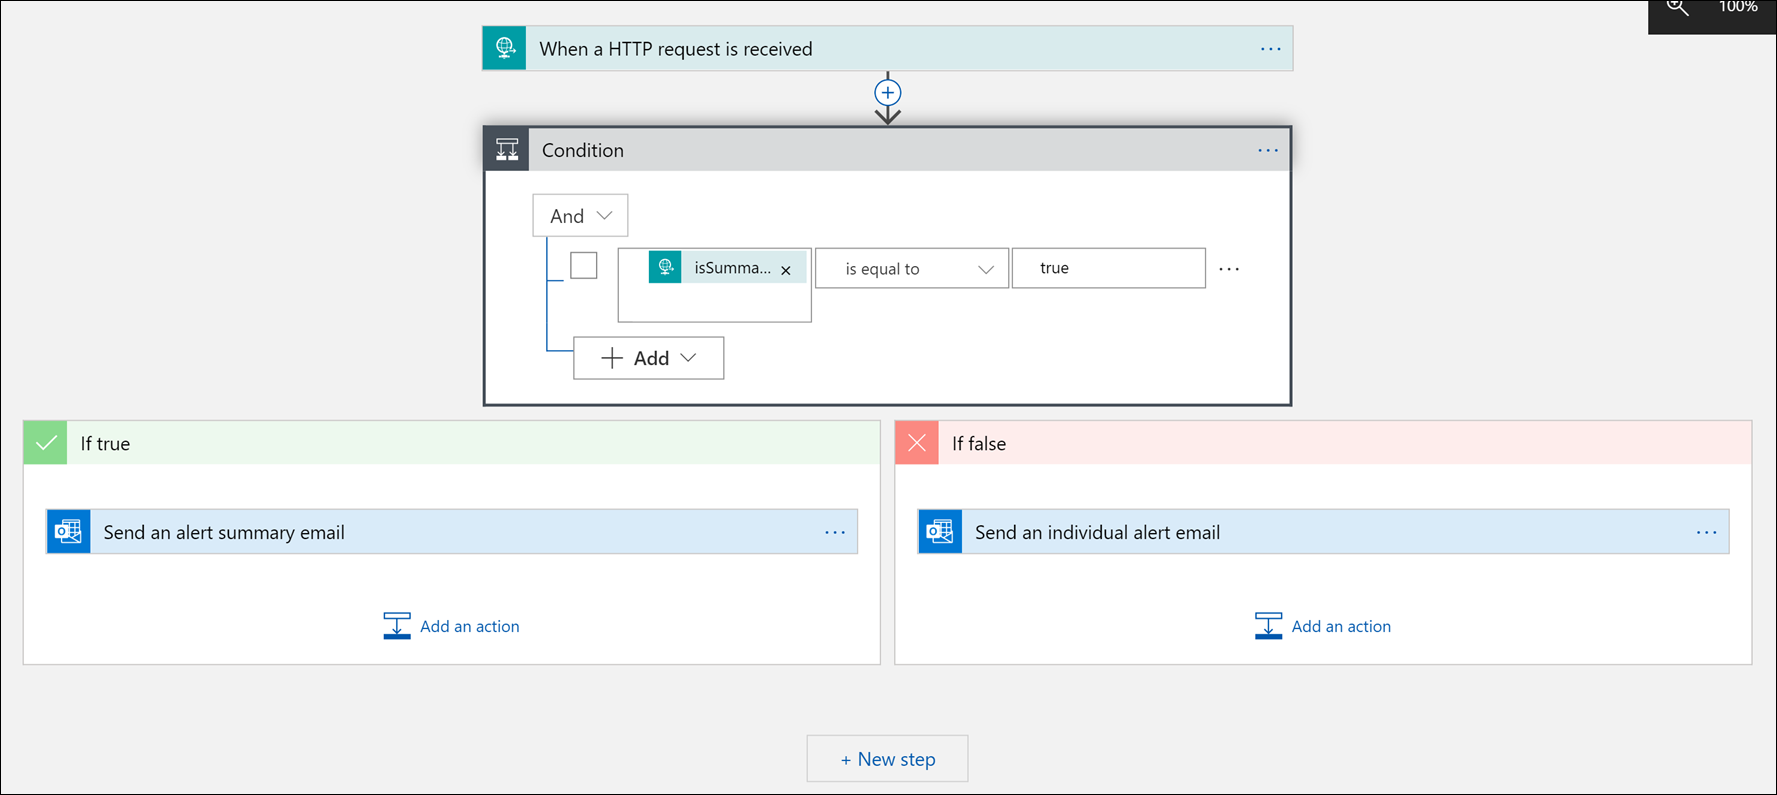 100%
When a HTTP request is received
Condition
And
isSumma... is equal to true
Add
If true
If false
Send an alert summary email
Send an individual alert email
Add an action
Add an action
+ New step